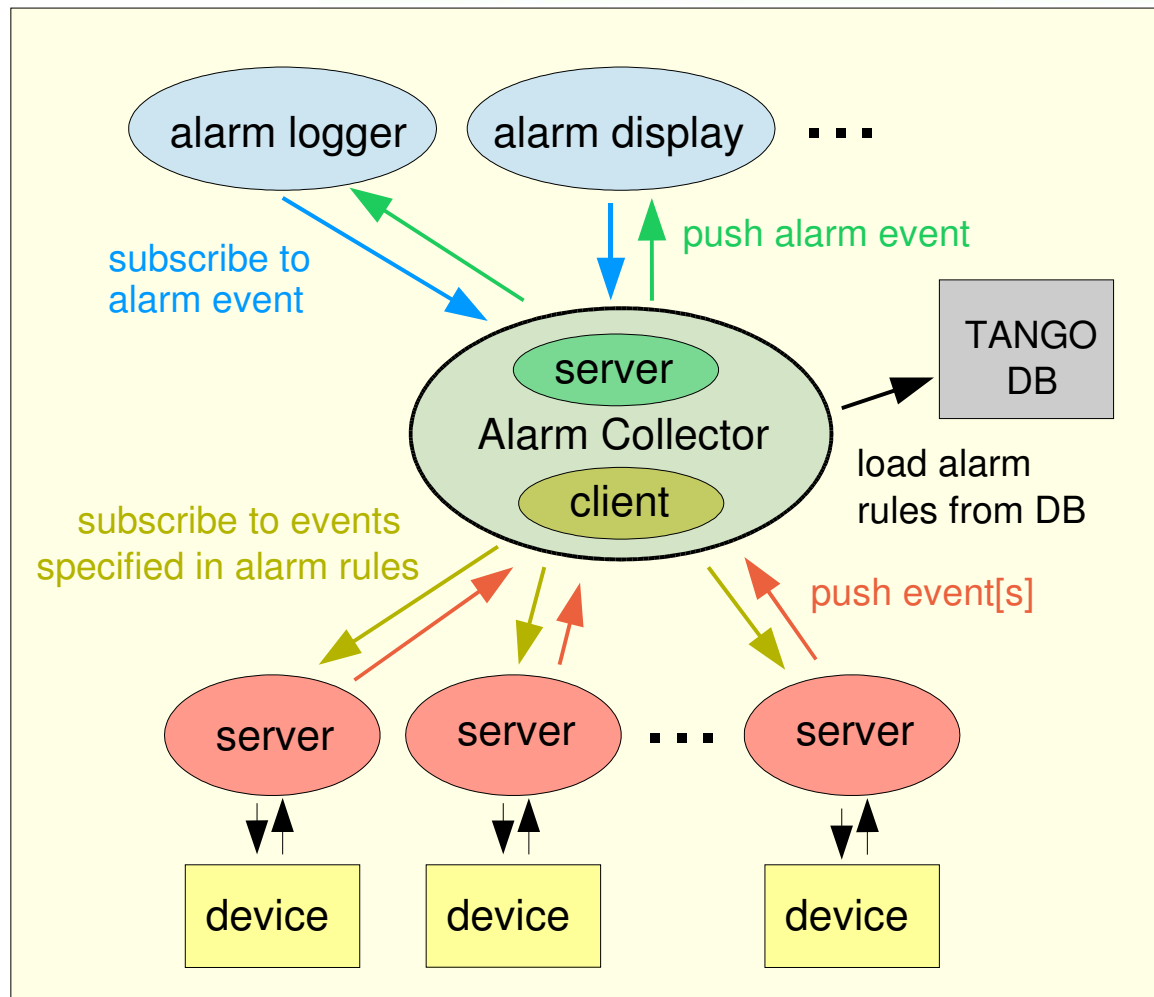 alarm logger
alarm display
push alarm event
subscribe to
alarm event
TANGO
DB
server
Alarm Collector
client
load alarm
rules from DB
subscribe to events
specified in alarm rules
push event[s]
server
server
server
device
device
device